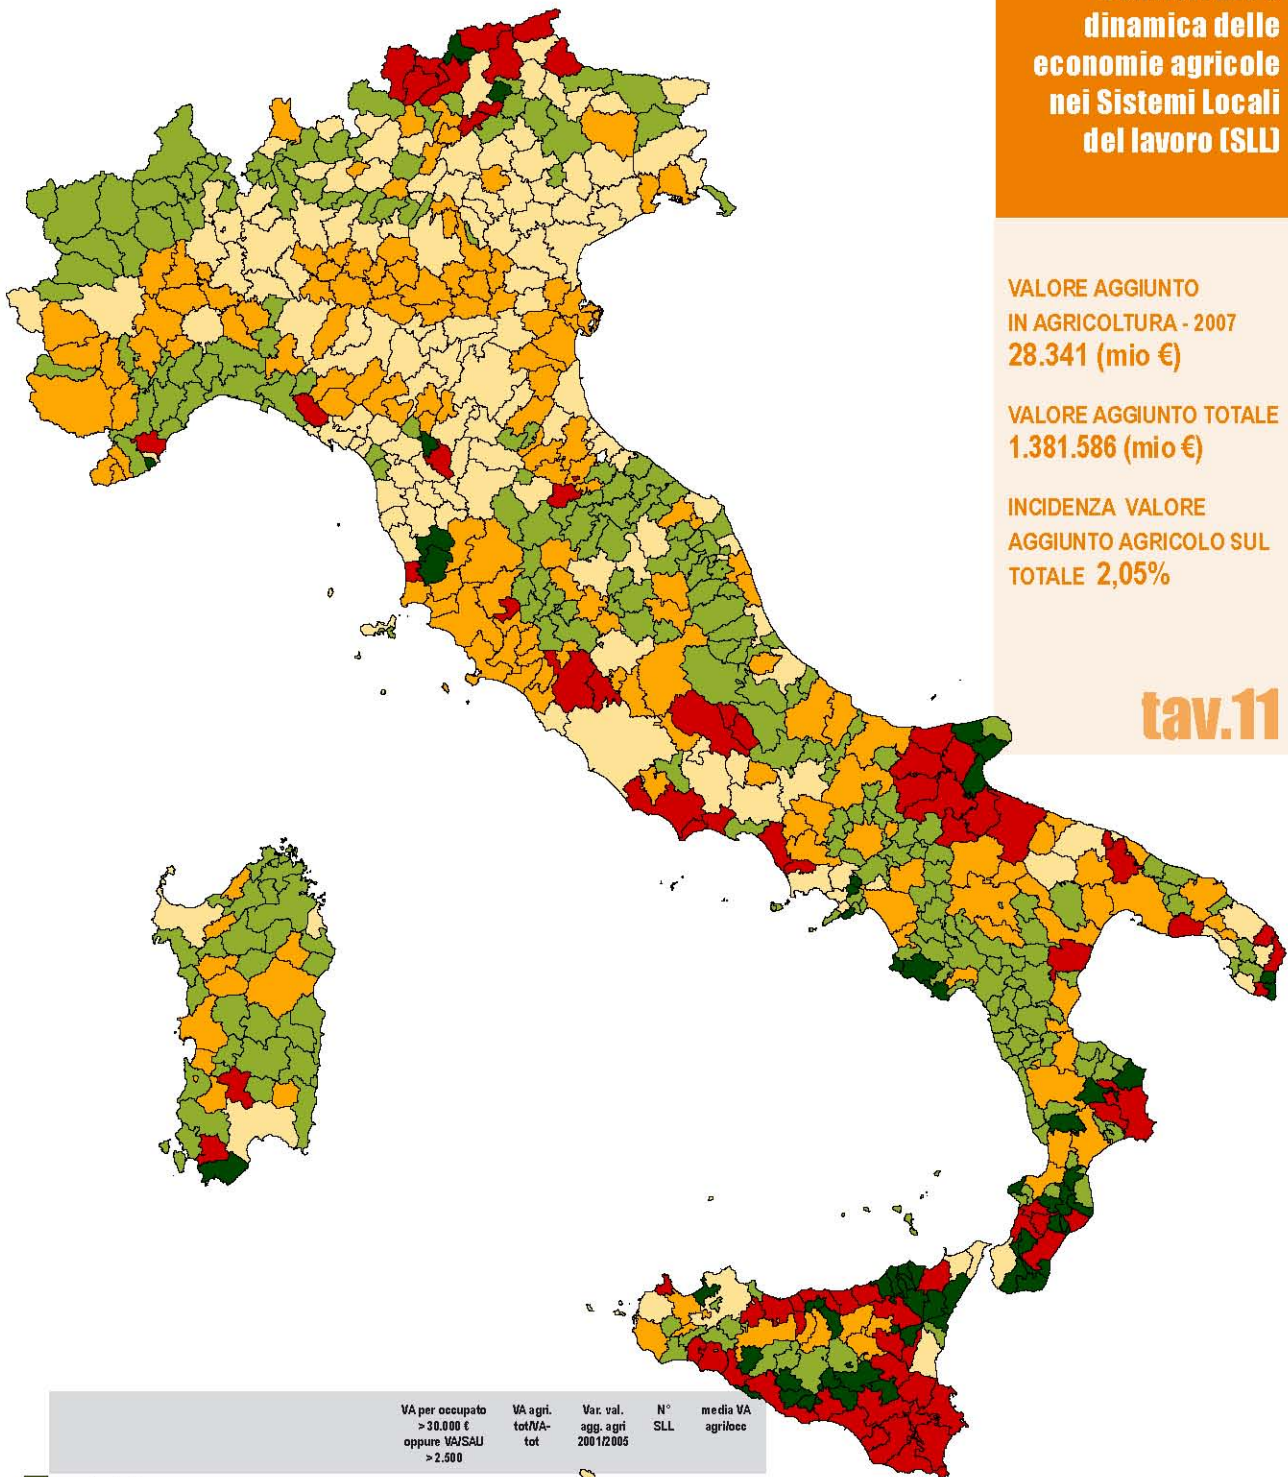 dinamica delle
economie agricole
nei Sistemi Locali
del lavoro (SLL)
VALORE AGGIUNTO
IN AGRICOLTURA - 2007
28.341 (mio €)
VALORE AGGIUNTO TOTALE
1.381.586 (mio €)
INCIDENZA VALORE
AGGIUNTO AGRICOLO SUL
TOTALE 2,05%
tav.11
VA per occupato
> 30.000 €
oppure VA/SAU
> 2.500
VA agri.
tot/VA-
tot
Var. val.
agg. agri
2001/2005
N°
SLL
media VA
agri/occ